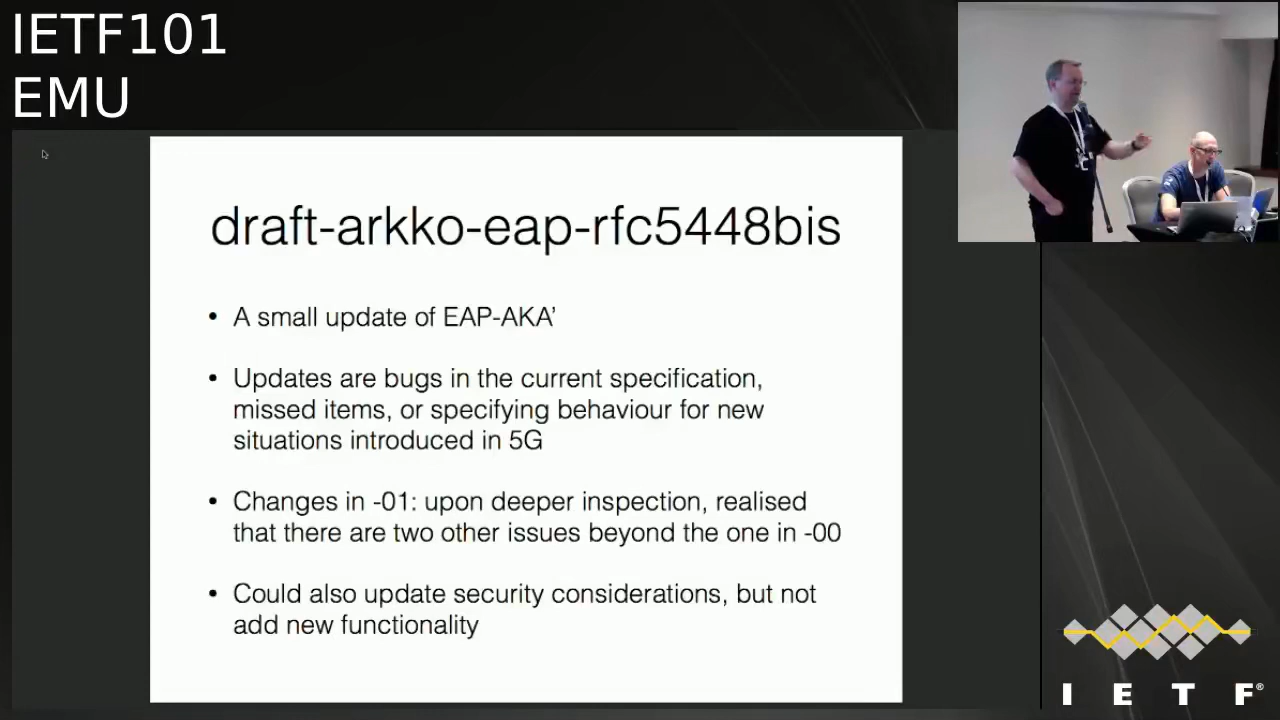 IETF101
EMU
draft-arkko-eap-rfc5448bis
• A small update of EAP-AKA’
• Updates are bugs in the current specification,
missed items, or specifying behaviour for new
situations introduced in 5G
• Changes in -01: upon deeper inspection, realised
that there are two other issues beyond the one in -00
• Could also update security considerations, but not
add new functionality
I E T F®